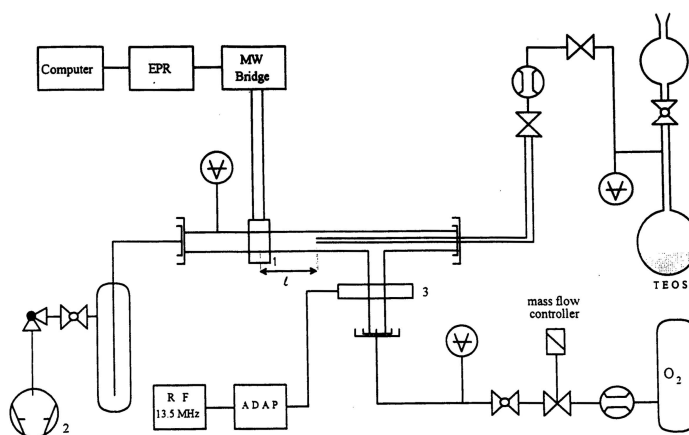 Computer
EPR
MW
Bridge
1
ℓ
3
TEOS
mass flow
controller
O2
R F
13.5 MHz
ADAP
2